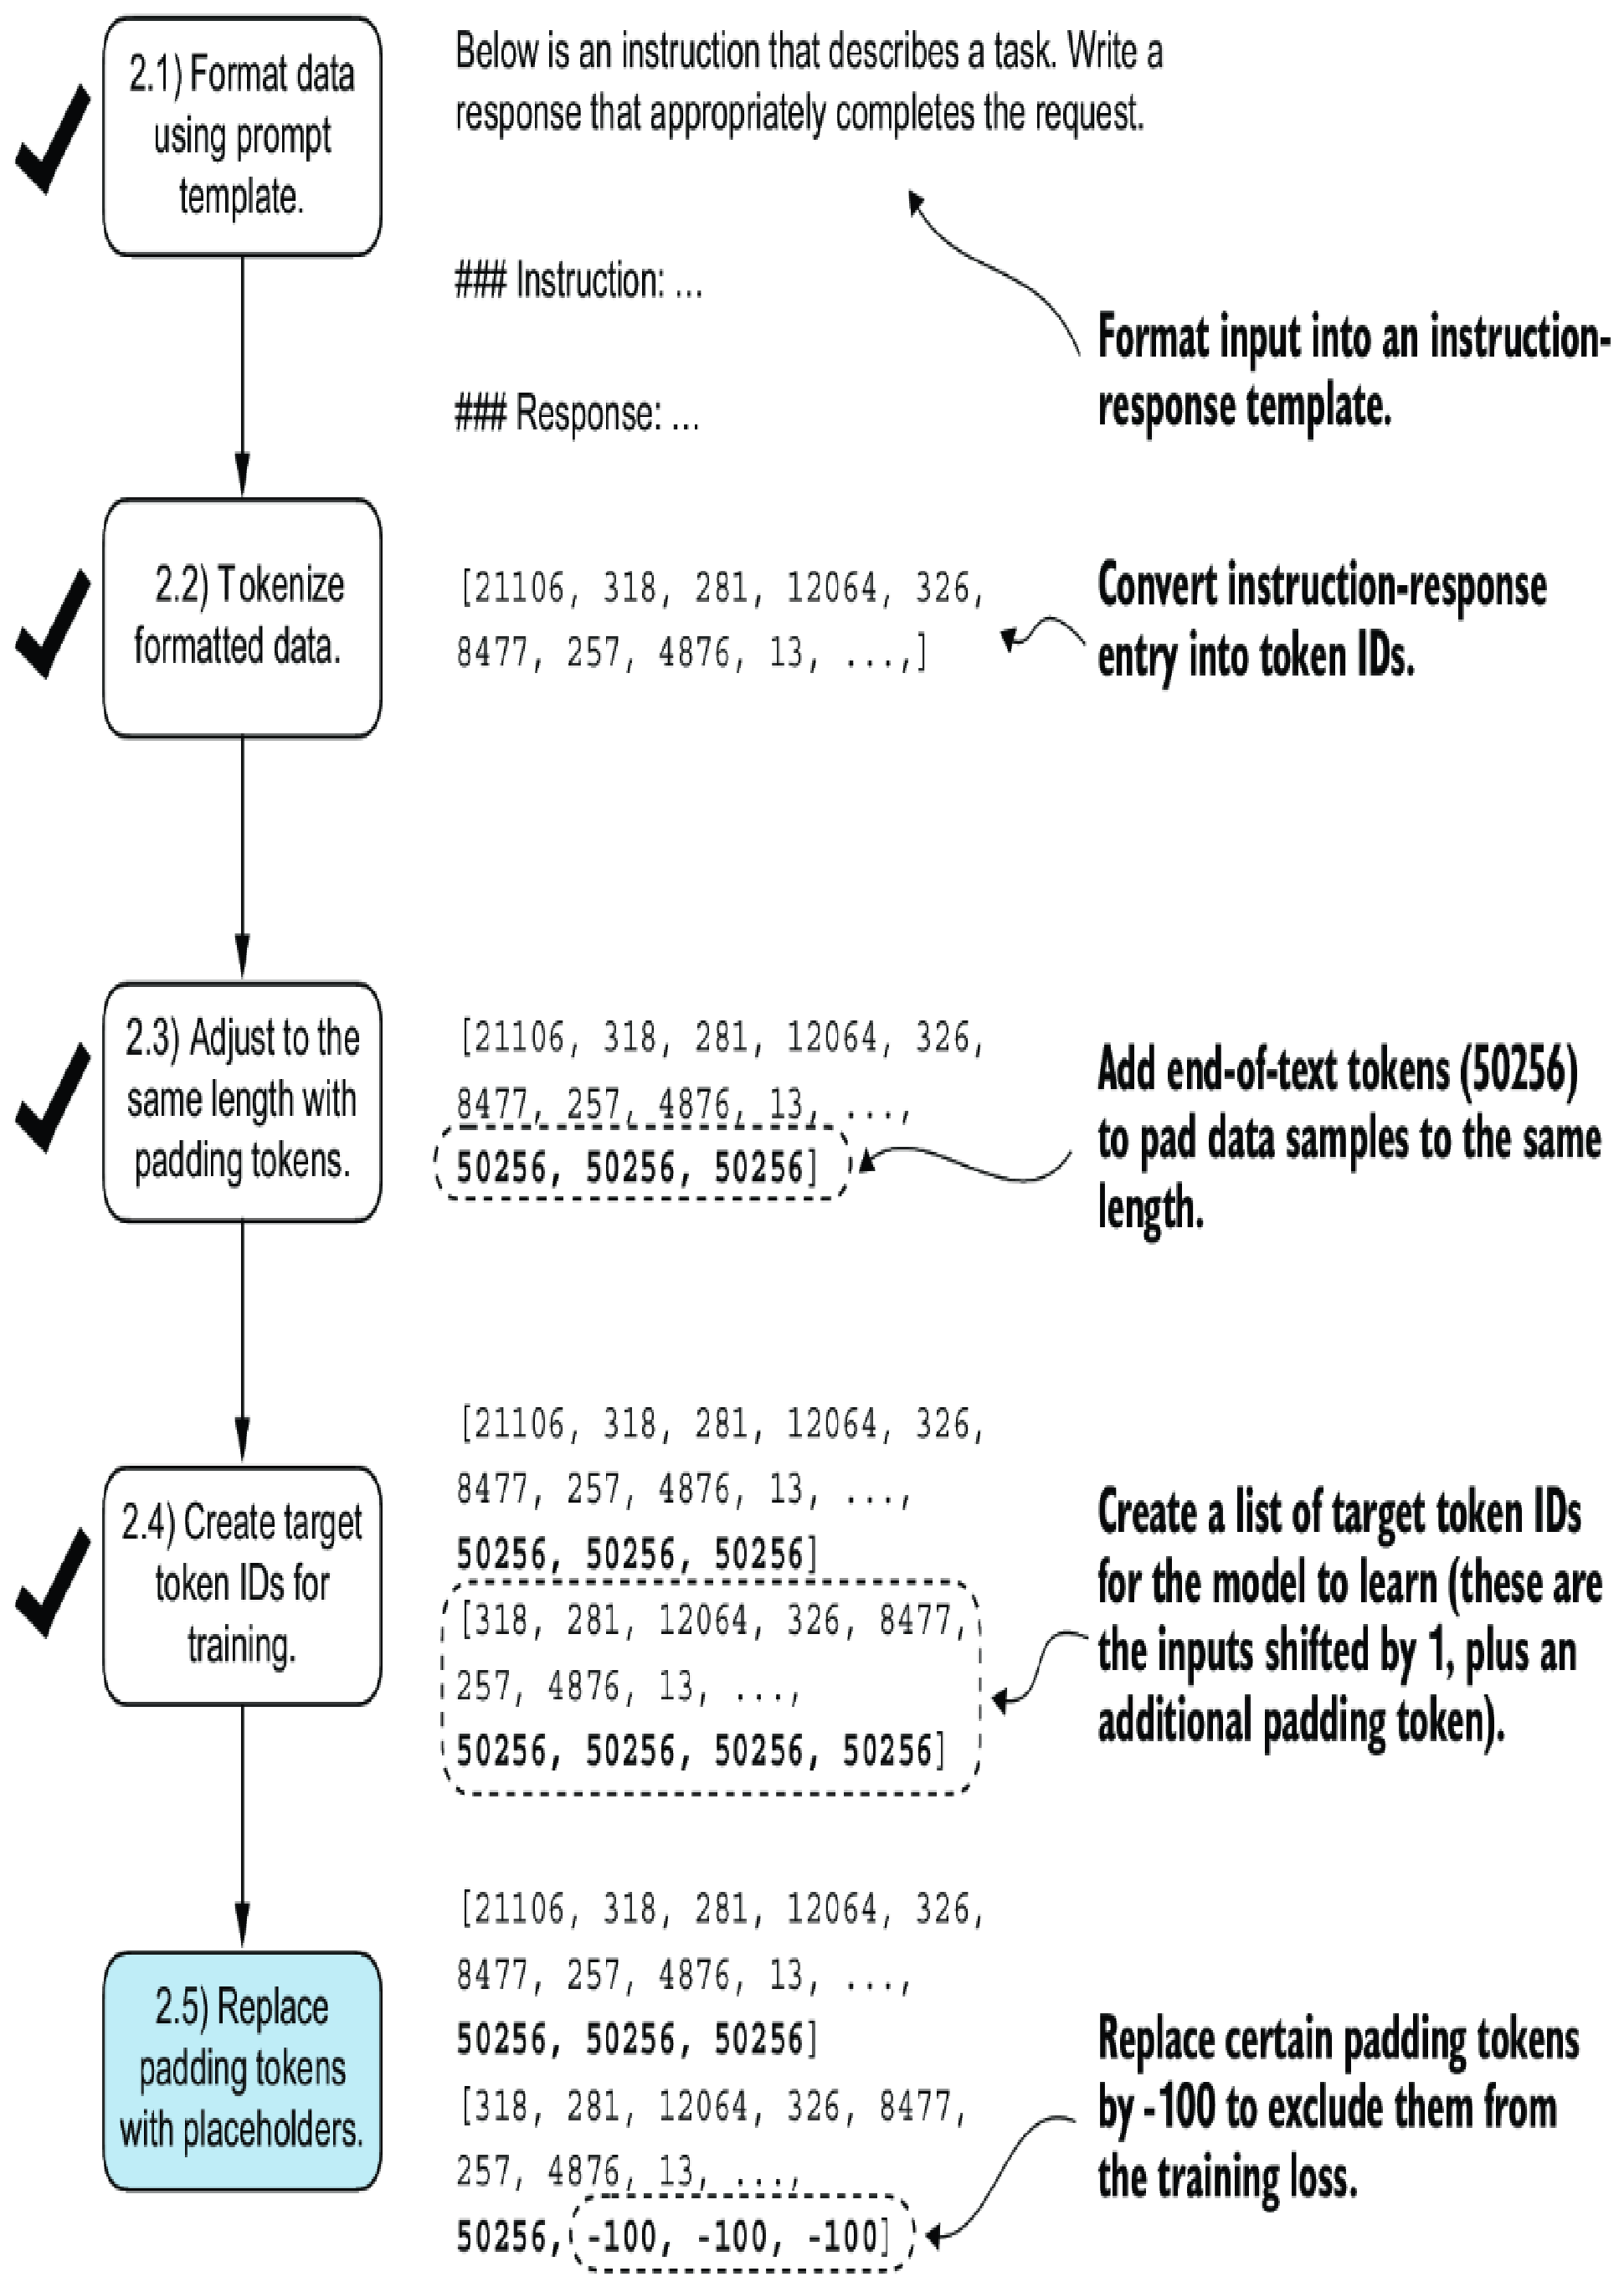 2.1) Format data
using prompt
template.
Below is an instruction that describes a task. Write a
response that appropriately completes the request.
### Instruction: ...
### Response: ...
Format input into an instruction-
response template.
2.2) Tokenize
formatted data.
[21106, 318, 281, 12064, 326,
8477, 257, 4876, 13, ...,]
Convert instruction-response
entry into token IDs.
2.3) Adjust to the
same length with
padding tokens.
[21106, 318, 281, 12064, 326,
8477, 257, 4876, 13, ...,
50256, 50256, 50256]
Add end-of-text tokens (50256)
to pad data samples to the same
length.
2.4) Create target
token IDs for
training.
[21106, 318, 281, 12064, 326,
8477, 257, 4876, 13, ...,
50256, 50256, 50256]
[318, 281, 12064, 326, 8477,
257, 4876, 13, ...,
50256, 50256, 50256, 50256]
Create a list of target token IDs
for the model to learn (these are
the inputs shifted by 1, plus an
additional padding token).
2.5) Replace
padding tokens
with placeholders.
[21106, 318, 281, 12064, 326,
8477, 257, 4876, 13, ...,
50256, 50256, 50256]
[318, 281, 12064, 326, 8477,
257, 4876, 13, ...,
50256, -100, -100, -100]
Replace certain padding tokens
by -100 to exclude them from
the training loss.